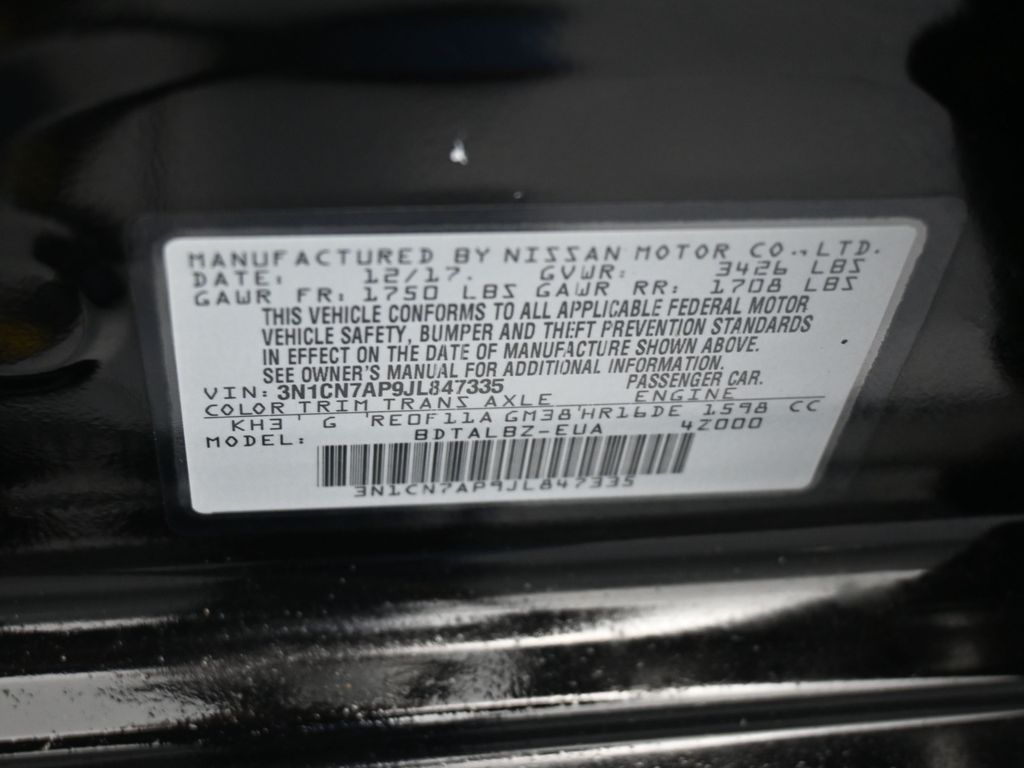 MANUFACTURED BY NISSAN MOTOR CO.,LTD.
DATE: 12/17. GVWR: 3426 LBS
GAWR FR: 1750 LBS GAWR RR: 1708 LBS
THIS VEHICLE CONFORMS TO ALL APPLICABLE FEDERAL MOTOR
VEHICLE SAFETY, BUMPER AND THEFT PREVENTION STANDARDS
IN EFFECT ON THE DATE OF MANUFACTURE SHOWN ABOVE.
SEE OWNER'S MANUAL FOR ADDITIONAL INFORMATION.
VIN: 3N1CN7AP9JL847335 PASSENGER CAR.
COLOR TRIM TRANS AXLE ENGINE
KH3 ' G 'RE0F11A GM38'HR16DE 1598 CC
MODEL: BDTALBZ-EUA 4Z000
3N1CN7AP9JL847335